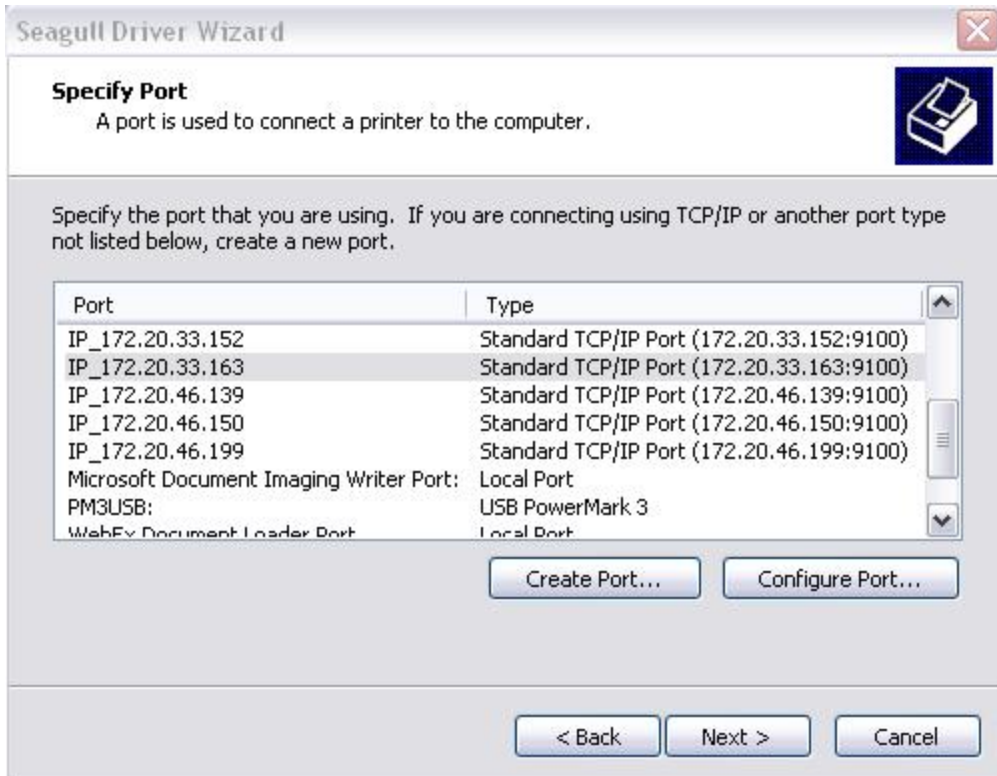 Seagull Driver Wizard
Specify Port
A port is used to connect a printer to the computer.
Specify the port that you are using. If you are connecting using TCP/IP or another port type
not listed below, create a new port.
Port Type
IP_172.20.33.152 Standard TCP/IP Port (172.20.33.152:9100)
IP_172.20.33.163 Standard TCP/IP Port (172.20.33.163:9100)
IP_172.20.46.139 Standard TCP/IP Port (172.20.46.139:9100)
IP_172.20.46.150 Standard TCP/IP Port (172.20.46.150:9100)
IP_172.20.46.199 Standard TCP/IP Port (172.20.46.199:9100)
Microsoft Document Imaging Writer Port: Local Port
PM3USB: USB PowerMark 3
WebEx Document Loader Port Local Port
Create Port... Configure Port...
< Back Next > Cancel